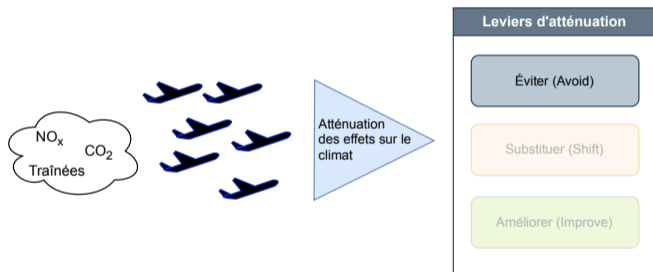 NOx
CO2
Traînées
Atténuation
des effets sur le
climat
Leviers d'atténuation
Éviter (Avoid)
Substituer (Shift)
Améliorer (Improve)